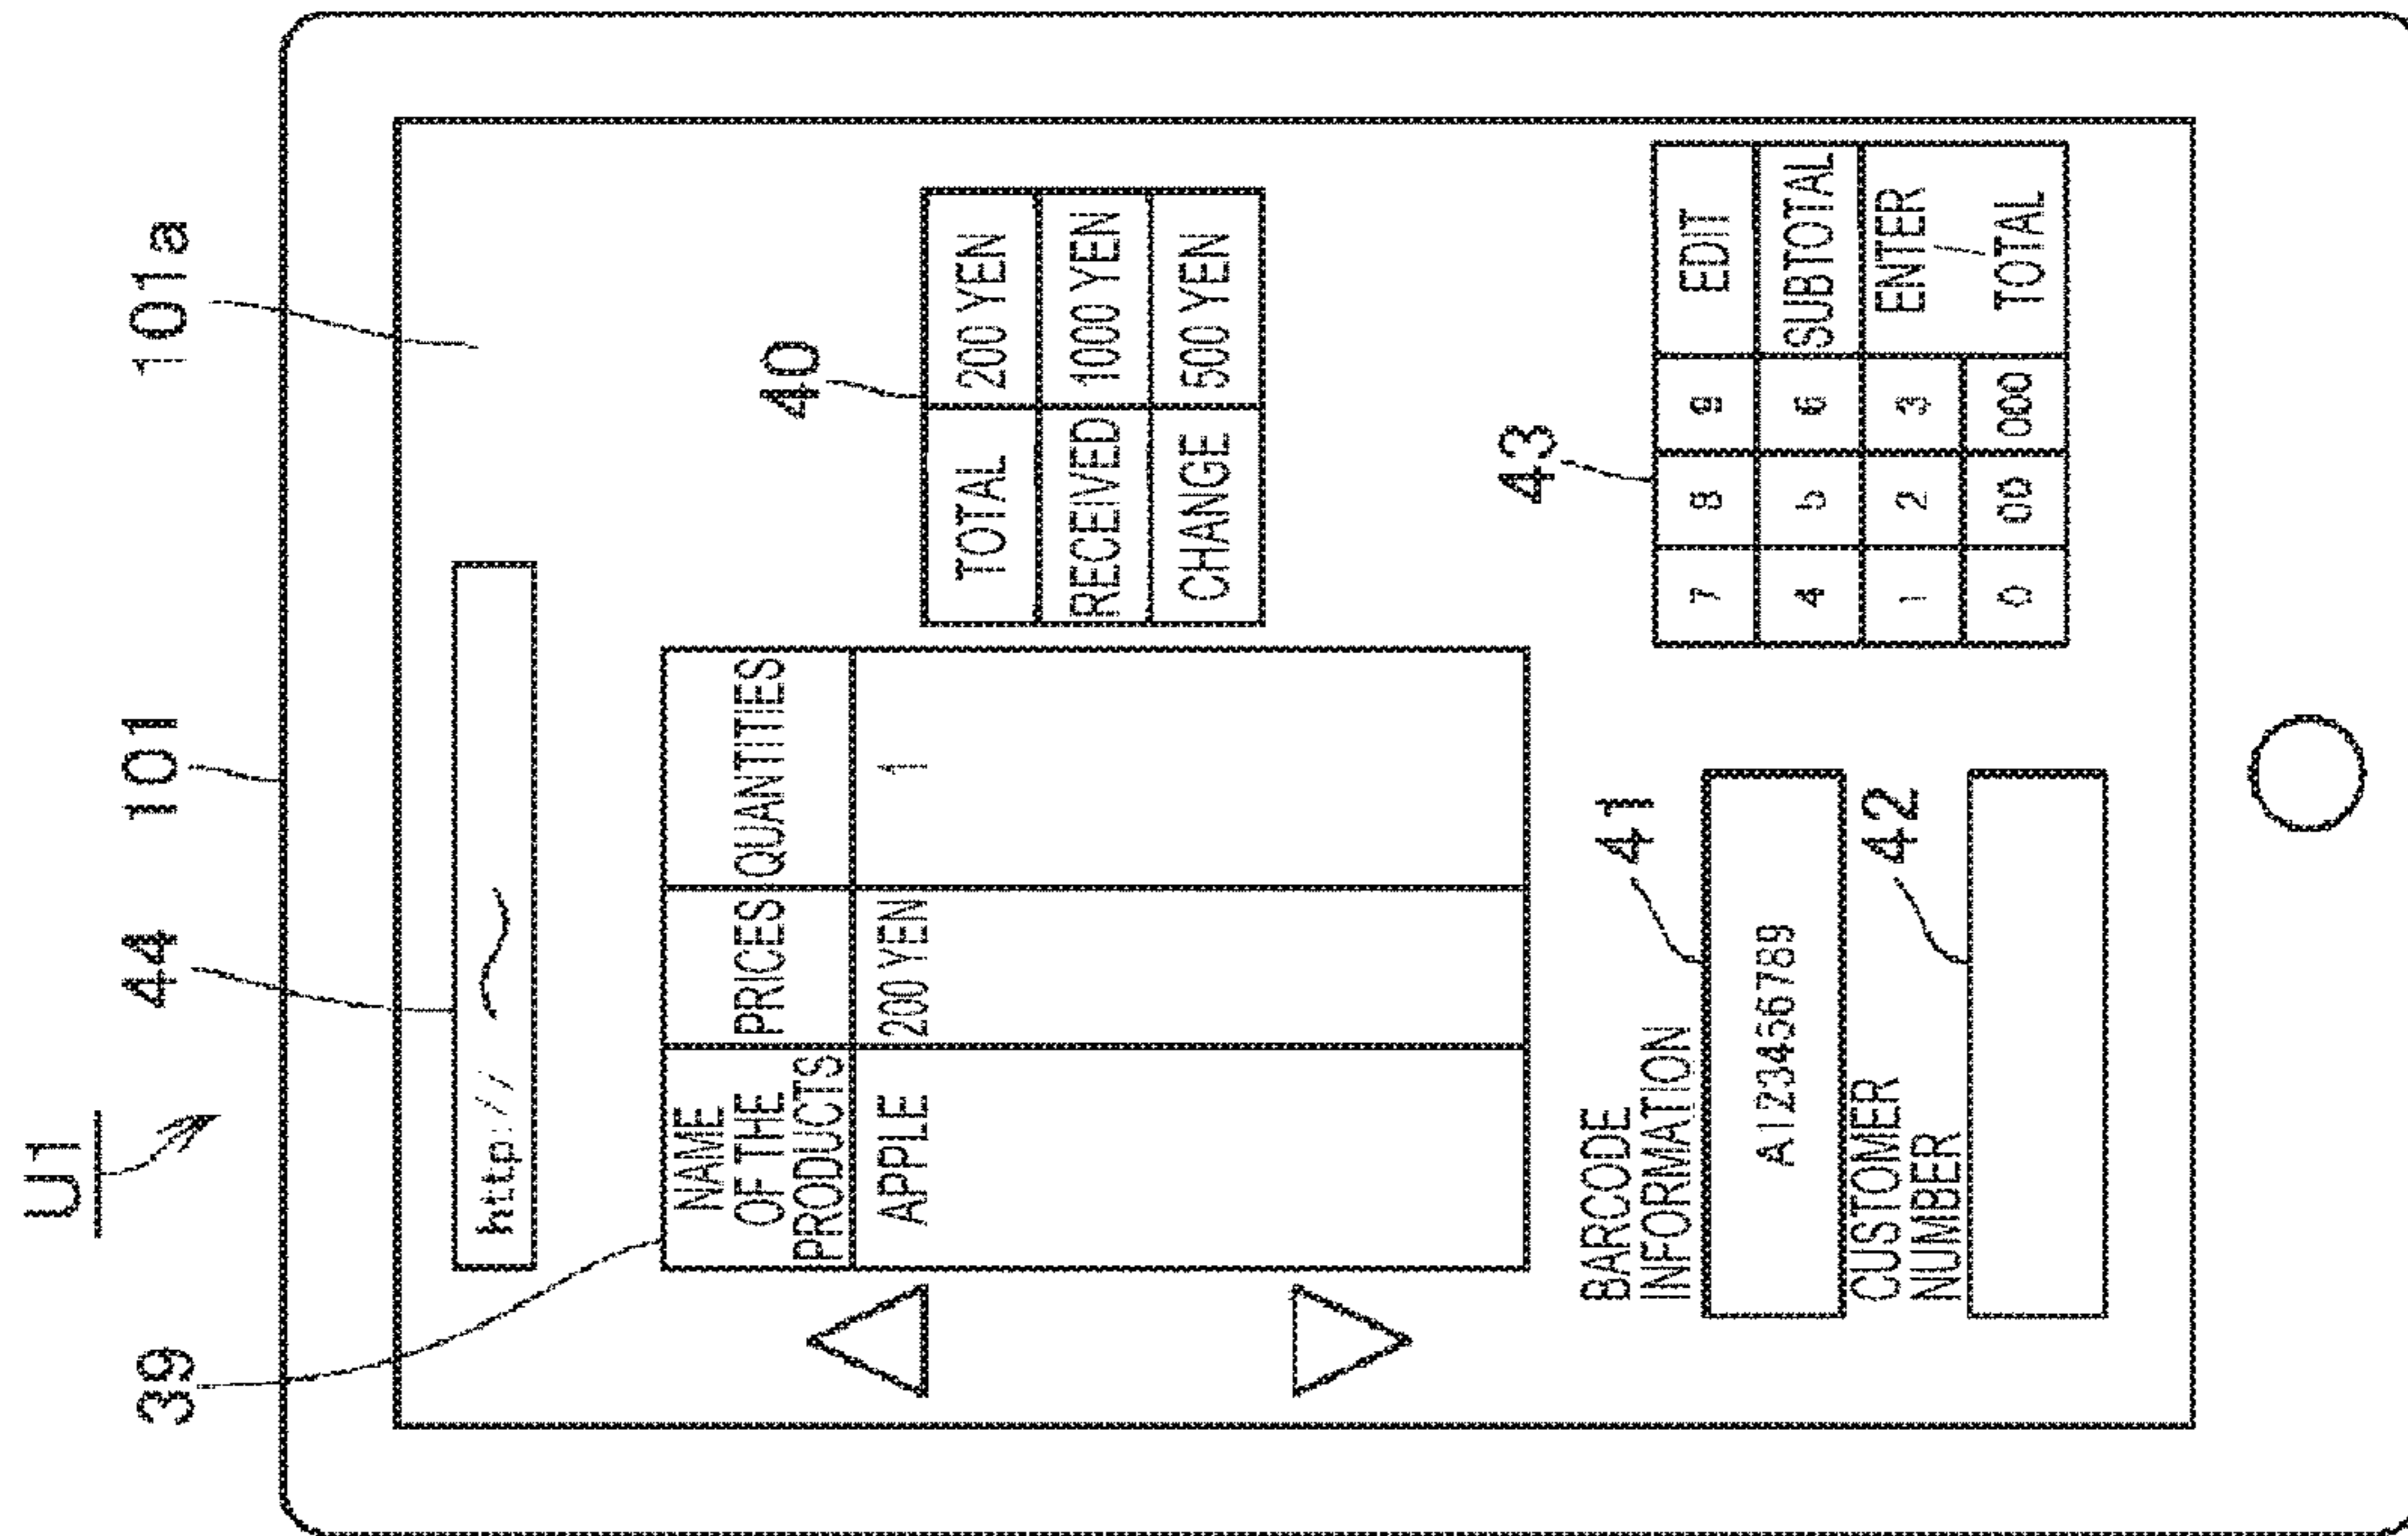 U1
39
44
101
101a
http://
NAME
OF THE
PRODUCTS
PRICES
QUANTITIES
APPLE
200 YEN
1
40
TOTAL
200 YEN
RECEIVED
1000 YEN
CHANGE
500 YEN
BARCODE
INFORMATION
41
A123456789
CUSTOMER
NUMBER
42
43
7 8 9 EDIT
4 5 6 SUBTOTAL
1 2 3 ENTER
0 00 000 TOTAL